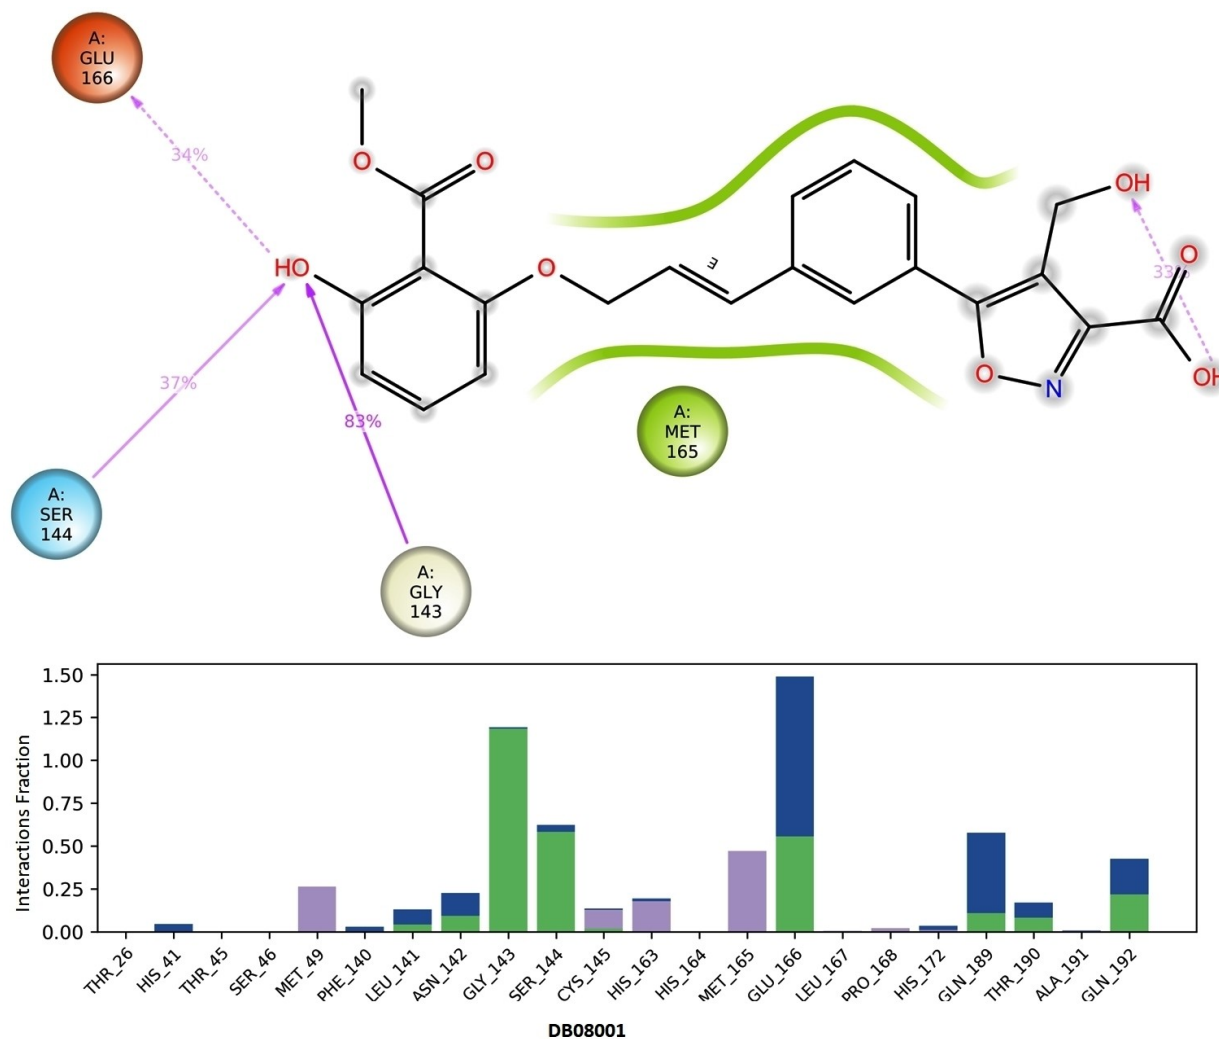 A:
GLU
166
34%
O
O
HO
O
E
OH
O
33%
OH
O
N
37%
83%
A:
MET
165
A:
SER
144
A:
GLY
143
Interactions Fraction
1.50
1.25
1.00
0.75
0.50
0.25
0.00
THR_26
HIS_41
THR_45
SER_46
MET_49
PHE_140
LEU_141
ASN_142
GLY_143
SER_144
CYS_145
HIS_163
HIS_164
MET_165
GLU_166
LEU_167
PRO_168
HIS_172
GLN_189
THR_190
ALA_191
GLN_192
DB08001